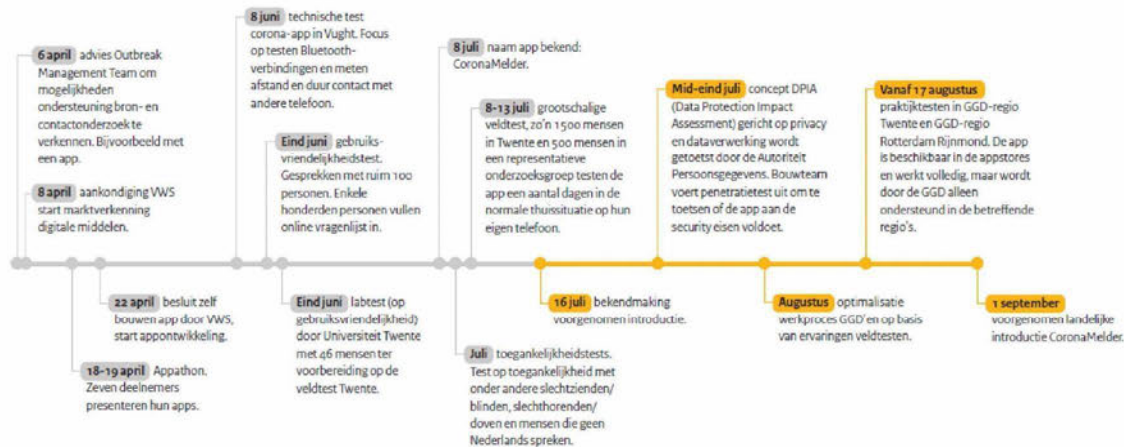 6 april advies Outbreak
Management Team om
mogelijkheden
ondersteuning bron- en
contactonderzoek te
verkennen. Bijvoorbeeld met
een app.
8 april aankondiging VWS
start marktverkenning
digitale middelen.
18-19 april Appathon.
Zeven deelnemers
presenteren hun apps.
22 april besluit zelf
bouwen app door VWS,
start appontwikkeling.
8 juni technische test
corona-app in Vught. Focus
op testen Bluetooth-
verbindingen en meten
afstand en duur contact met
andere telefoon.
Eind juni gebruiks-
vriendelijkheidstest.
Gesprekken met ruim 100
personen. Enkele
honderden personen vullen
online vragenlijst in.
Eind juni labtest (op
gebruiksvriendelijkheid)
door Universiteit Twente
met 46 mensen ter
voorbereiding op de
veldtest Twente.
8 juli naam app bekend:
CoronaMelder.
Juli toegankelijkheidstests.
Test op toegankelijkheid met
onder andere slechtzienden/
blinden, slechthorenden/
doven en mensen die geen
Nederlands spreken.
8-13 juli grootschalige
veldtest, zo'n 1500 mensen
in Twente en 500 mensen in
een representatieve
onderzoeksgroep testen de
app een aantal dagen in de
normale thuissituatie op hun
eigen telefoon.
16 juli bekendmaking
voorgenomen introductie.
Mid-eind juli concept DPIA
(Data Protection Impact
Assessment) gericht op privacy
en dataverwerking wordt
getoetst door de Autoriteit
Persoonsgegevens. Bouwteam
voert penetratietest uit om te
toetsen of de app aan de
security eisen voldoet.
Augustus optimalisatie
werkproces GGD'en op basis
van ervaringen veldtesten.
Vanaf 17 augustus
praktijktesten in GGD-regio
Twente en GGD-regio
Rotterdam Rijnmond. De app
is beschikbaar in de appstores
en werkt volledig, maar wordt
door de GGD alleen
ondersteund in de betreffende
regio's.
1 september
voorgenomen landelijke
introductie CoronaMelder.